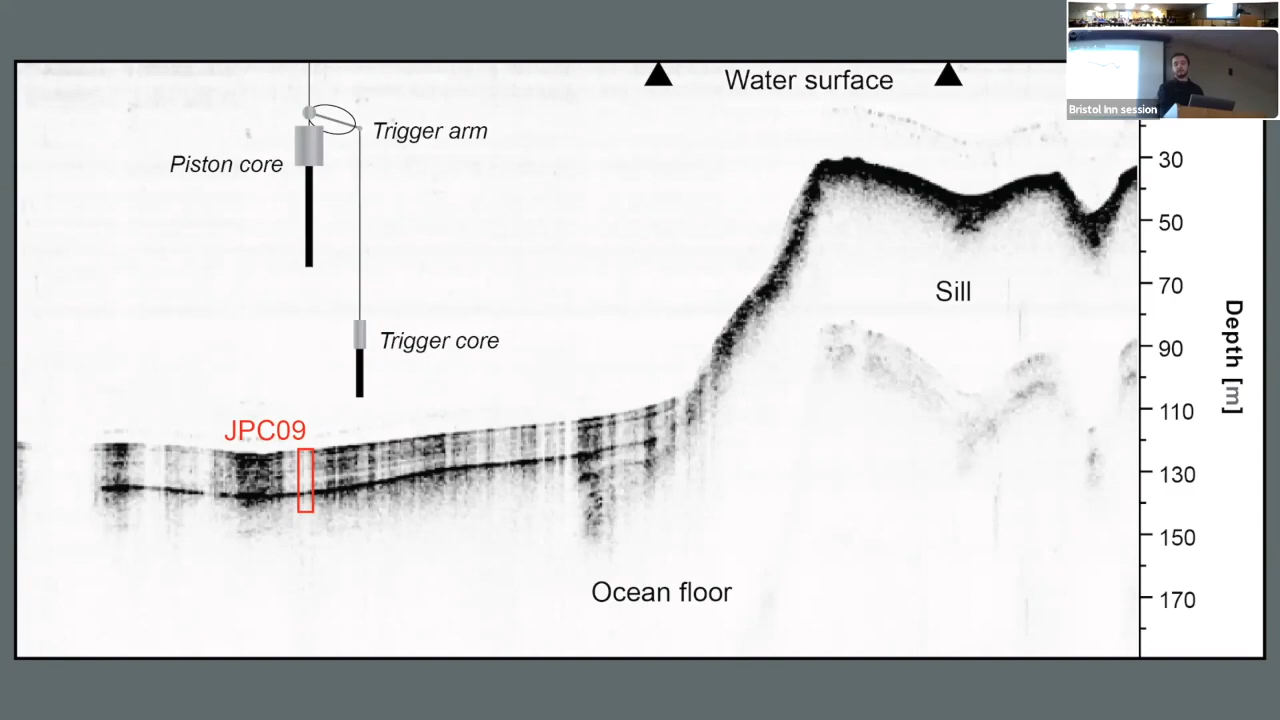 Water surface
Trigger arm
Piston core
Bristol Inn session
30
50
70
Sill
90
Trigger core
Depth [m]
110
JPC09
130
150
Ocean floor
170